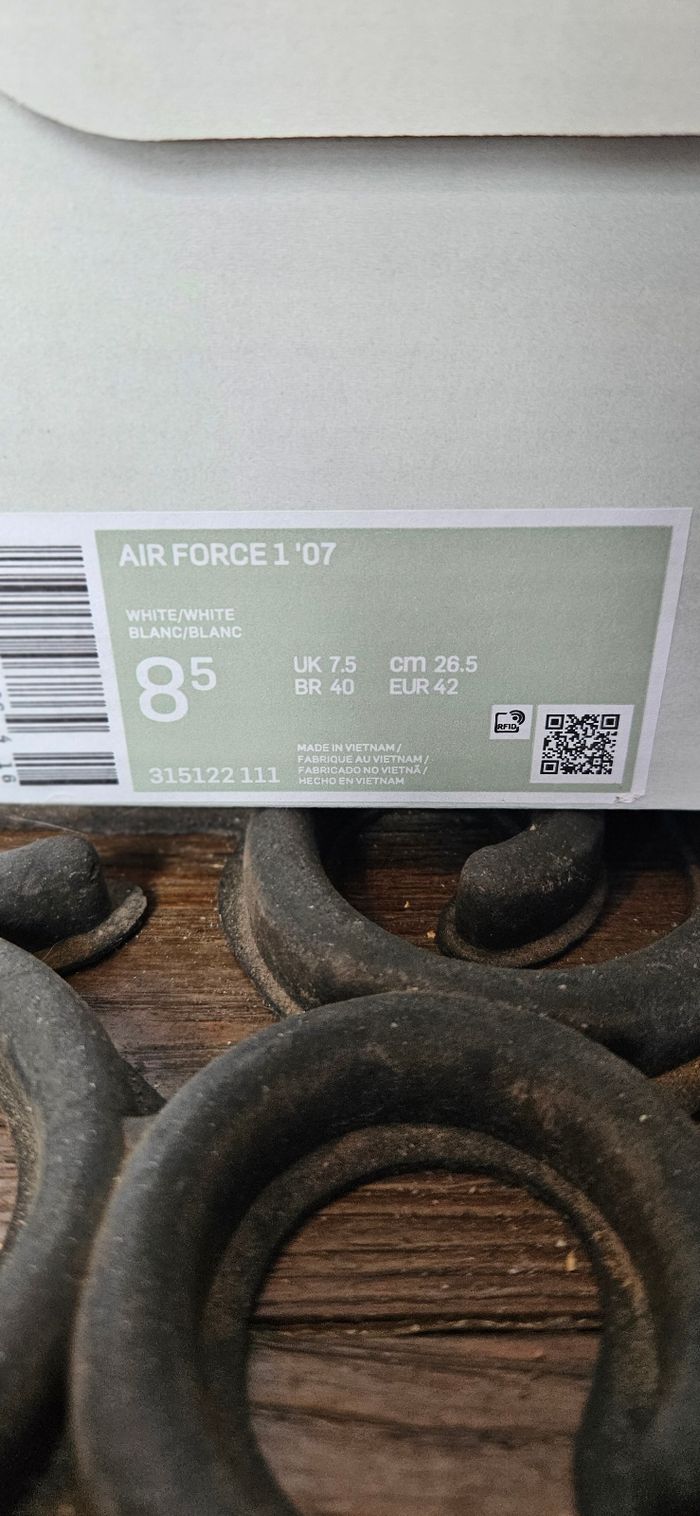 AIR FORCE 1 '07
WHITE/WHITE
BLANC/BLANC
8⁵
UK 7.5 cm 26.5
BR 40 EUR 42
RFID
MADE IN VIETNAM /
FABRIQUE AU VIETNAM /
FABRICADO NO VIETNÃ /
HECHO EN VIETNAM
315122 111